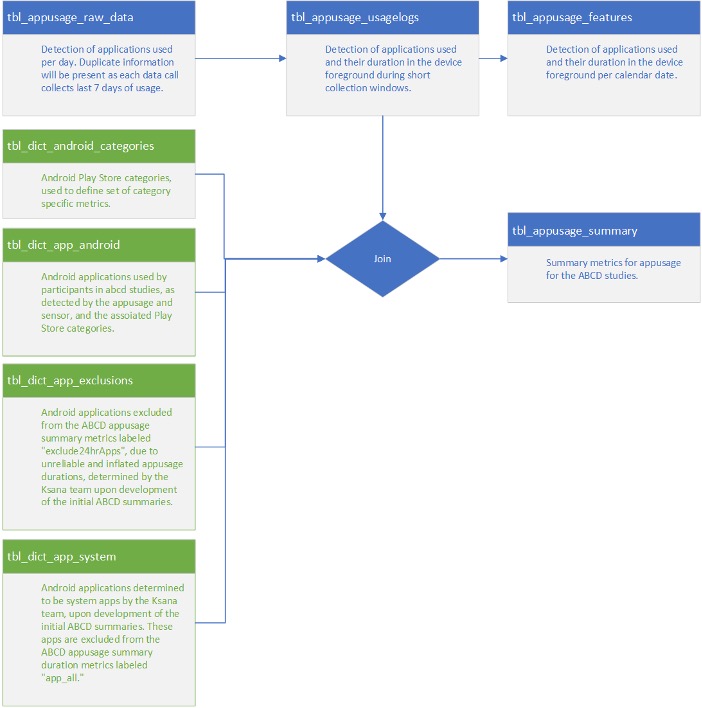 tbl_appusage_raw_data
Detection of applications used
per day. Duplicate information
will be present as each data call
collects last 7 days of usage.
tbl_appusage_usagelogs
Detection of applications used
and their duration in the device
foreground during short
collection windows.
tbl_appusage_features
Detection of applications used
and their duration in the device
foreground per calendar date.
tbl_dict_android_categories
Android Play Store categories,
used to define set of category
specific metrics.
tbl_dict_app_android
Android applications used by
participants in abcd studies, as
detected by the appusage and
sensor, and the assoiated Play
Store categories.
Join
tbl_appusage_summary
Summary metrics for appusage
for the ABCD studies.
tbl_dict_app_exclusions
Android applications excluded
from the ABCD appusage
summary metrics labeled
"exclude24hrApps", due to
unreliable and inflated appusage
durations, determined by the
Ksana team upon development
of the initial ABCD summaries.
tbl_dict_app_system
Android applications determined
to be system apps by the Ksana
team, upon development of the
initial ABCD summaries. These
apps are excluded from the
ABCD appusage summary
duration metrics labeled
"app_all."